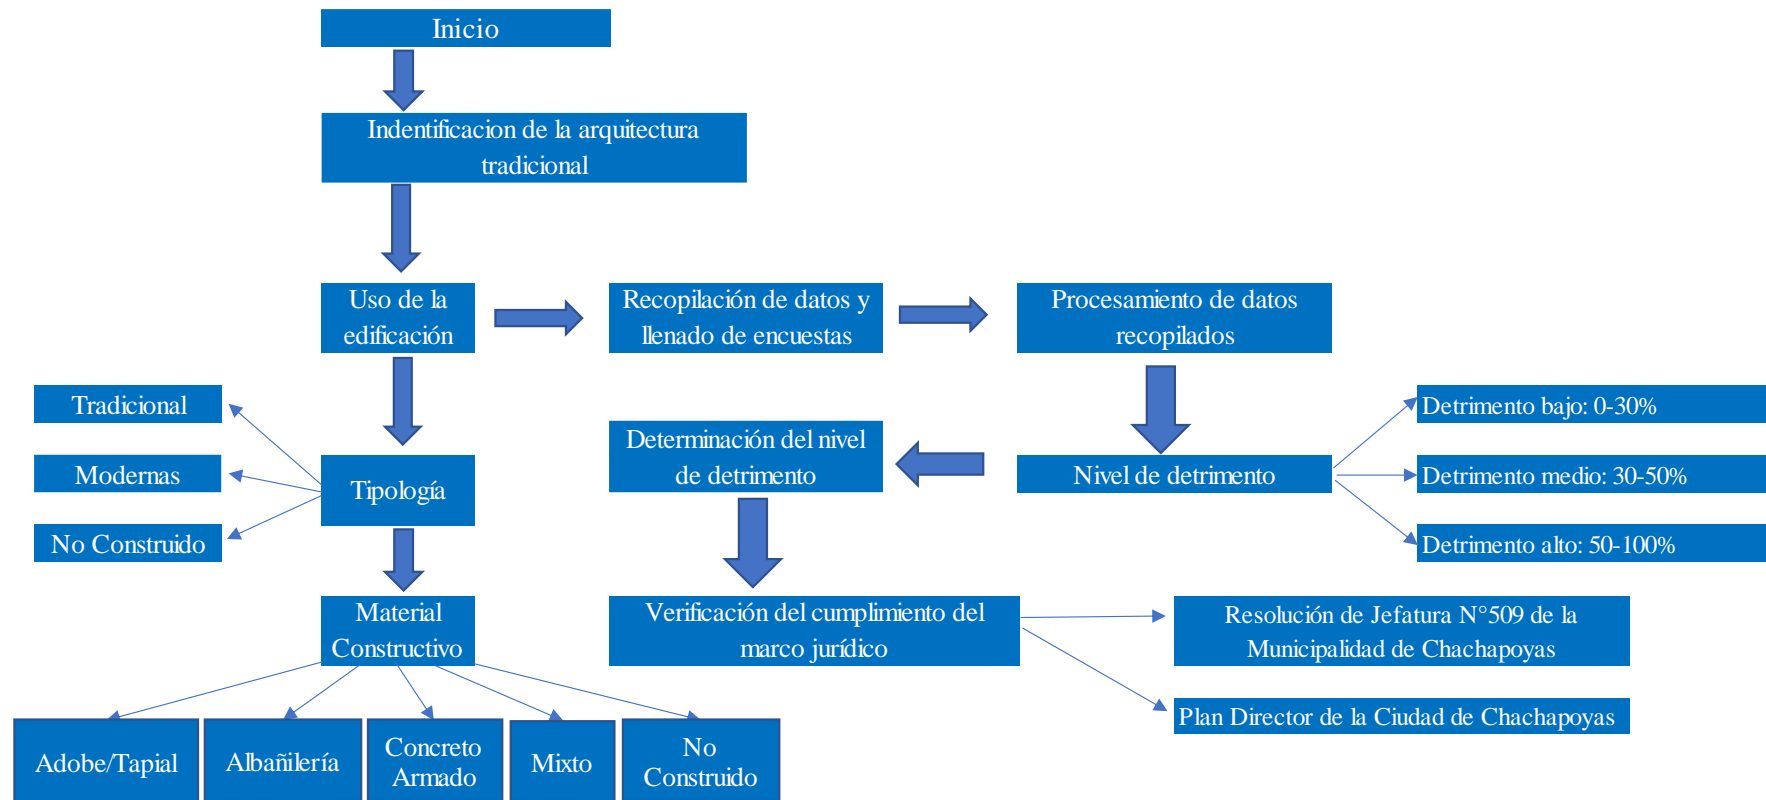 Inicio
Indentificacion de la arquitectura
tradicional
Uso de la
edificación
Recopilación de datos y
llenado de encuestas
Procesamiento de datos
recopilados
Tradicional
Modernas
No Construido
Tipología
Determinación del nivel
de detrimento
Nivel de detrimento
Detrimento bajo: 0-30%
Detrimento medio: 30-50%
Detrimento alto: 50-100%
Material
Constructivo
Verificación del cumplimiento del
marco jurídico
Resolución de Jefatura N°509 de la
Municipalidad de Chachapoyas
Plan Director de la Ciudad de Chachapoyas
Adobe/Tapial
Albañilería
Concreto
Armado
Mixto
No
Construido